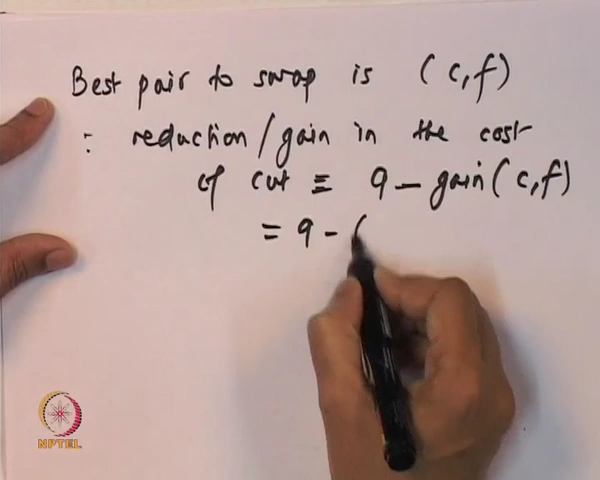 Best pair to swap is (c,f)
: reduction/gain in the cost
of cut ≡ 9 - gain(c,f)
= 9 - (
NPTEL